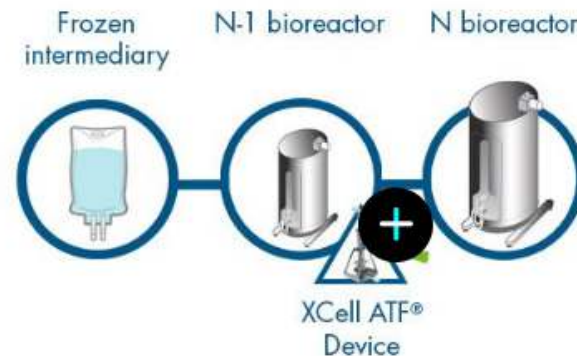 Frozen
intermediary
N-1 bioreactor
N bioreactor
XCell ATF®
Device